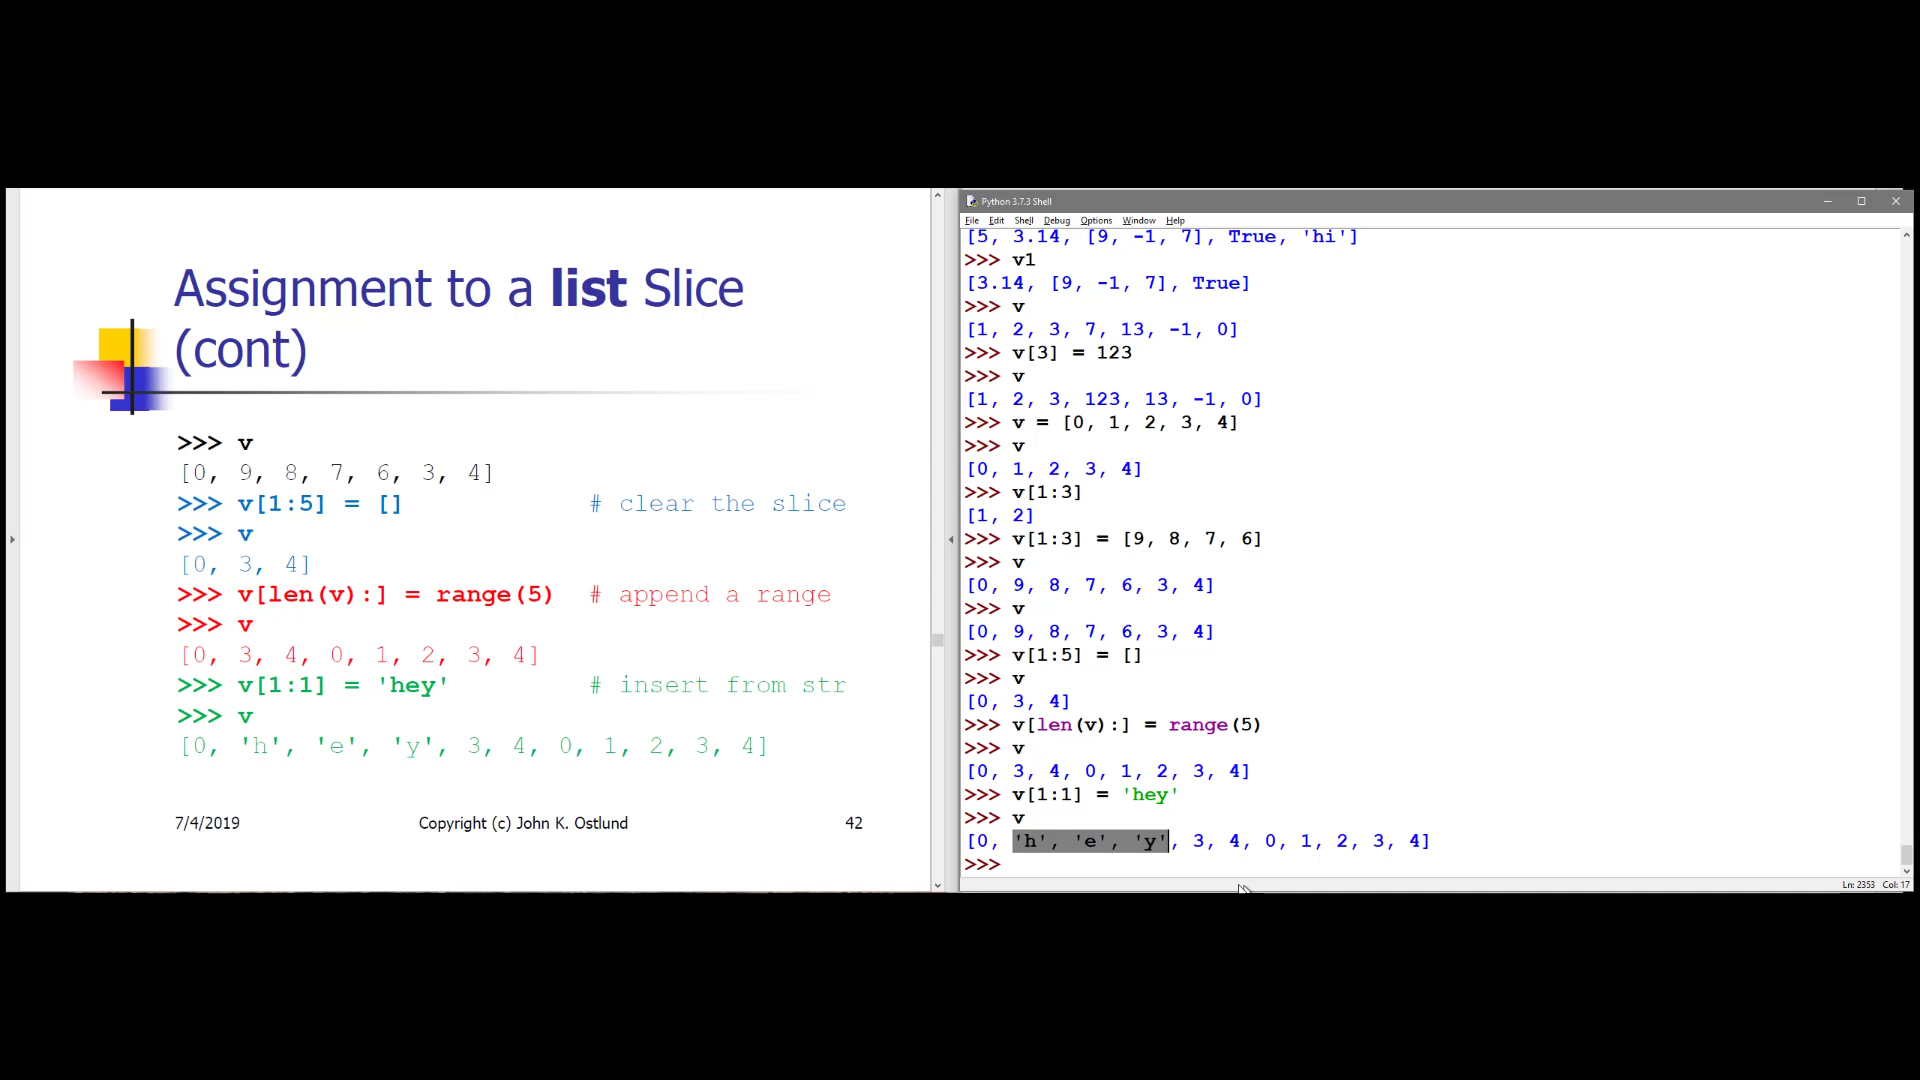 Assignment to a list Slice
(cont)
>>> v
[0, 9, 8, 7, 6, 3, 4]
>>> v[1:5] = [] # clear the slice
>>> v
[0, 3, 4]
>>> v[len(v):] = range(5) # append a range
>>> v
[0, 3, 4, 0, 1, 2, 3, 4]
>>> v[1:1] = 'hey' # insert from str
>>> v
[0, 'h', 'e', 'y', 3, 4, 0, 1, 2, 3, 4]
7/4/2019 Copyright (c) John K. Ostlund 42
Python 3.7.3 Shell
File Edit Shell Debug Options Window Help
[5, 3.14, [9, -1, 7], True, 'hi']
>>> v1
[3.14, [9, -1, 7], True]
>>> v
[1, 2, 3, 7, 13, -1, 0]
>>> v[3] = 123
>>> v
[1, 2, 3, 123, 13, -1, 0]
>>> v = [0, 1, 2, 3, 4]
>>> v
[0, 1, 2, 3, 4]
>>> v[1:3]
[1, 2]
>>> v[1:3] = [9, 8, 7, 6]
>>> v
[0, 9, 8, 7, 6, 3, 4]
>>> v
[0, 9, 8, 7, 6, 3, 4]
>>> v[1:5] = []
>>> v
[0, 3, 4]
>>> v[len(v):] = range(5)
>>> v
[0, 3, 4, 0, 1, 2, 3, 4]
>>> v[1:1] = 'hey'
>>> v
[0, 'h', 'e', 'y', 3, 4, 0, 1, 2, 3, 4]
>>>
Ln: 2353 Col: 17